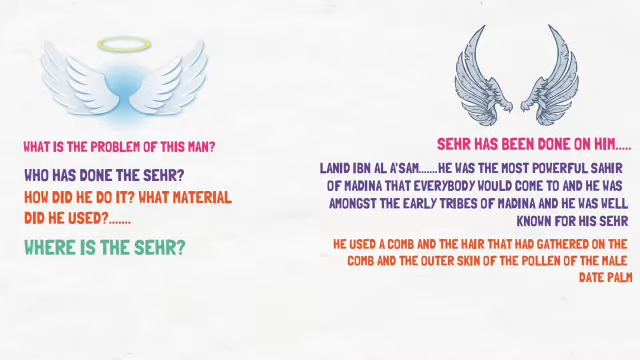 WHAT IS THE PROBLEM OF THIS MAN?
WHO HAS DONE THE SEHR?
HOW DID HE DO IT? WHAT MATERIAL
DID HE USED?.......
WHERE IS THE SEHR?
SEHR HAS BEEN DONE ON HIM.....
LANID IBN AL A'SAM.......HE WAS THE MOST POWERFUL SAHIR
OF MADINA THAT EVERYBODY WOULD COME TO AND HE WAS
AMONGST THE EARLY TRIBES OF MADINA AND HE WAS WELL
KNOWN FOR HIS SEHR
HE USED A COMB AND THE HAIR THAT HAD GATHERED ON THE
COMB AND THE OUTER SKIN OF THE POLLEN OF THE MALE
DATE PALM